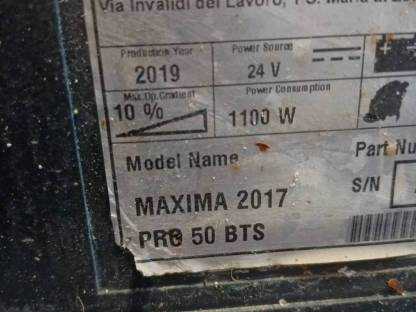 Via Invalidi del Lavoro, 1
Production Year
2019
Power Source
24 V
Max.Op.Gradient
10 %
Power Consumption
1100 W
Model Name
MAXIMA 2017
PRO 50 BTS
Part Nu
S/N